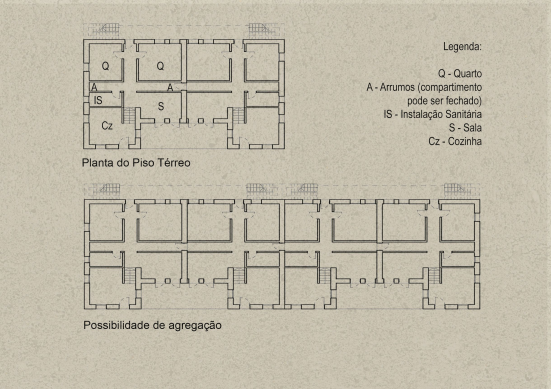 Legenda:
Q - Quarto
A - Arrumos (compartimento
pode ser fechado)
IS - Instalação Sanitária
S - Sala
Cz - Cozinha
Q Q
A A
IS S
Cz
Planta do Piso Térreo
Possibilidade de agregação